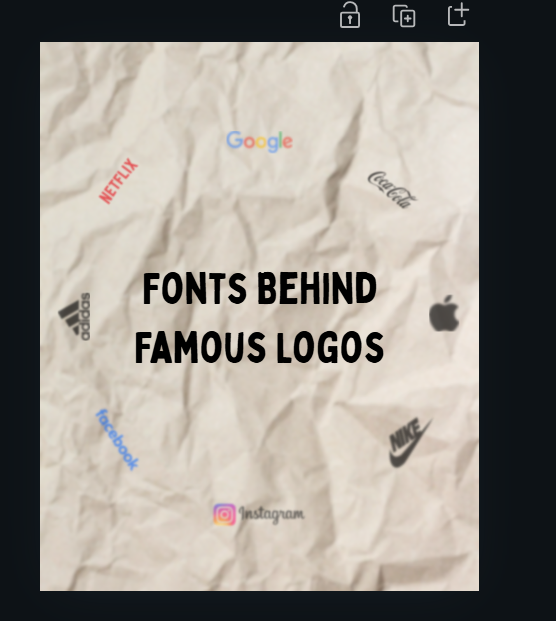 Google
NETFLIX
Coca-Cola
FONTS BEHIND
FAMOUS LOGOS
adidas
facebook
NIKE
Instagram